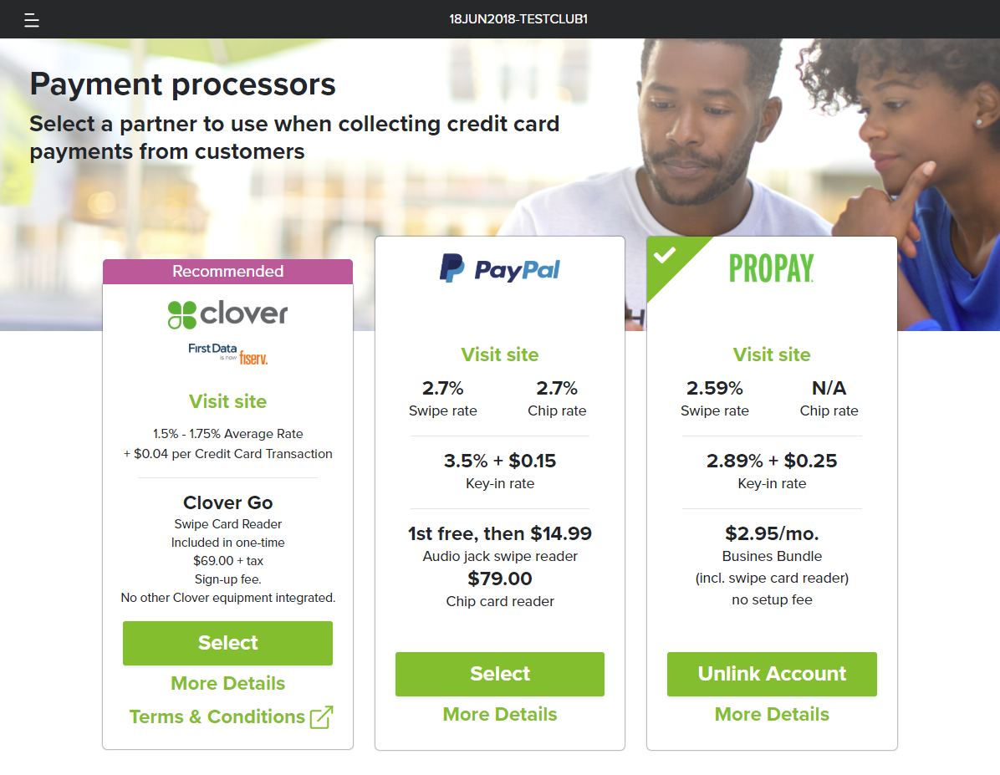 18JUN2018-TESTCLUB1
Payment processors
Select a partner to use when collecting credit card
payments from customers
Recommended
clover
First Data
is now
fiserv.
Visit site
1.5% - 1.75% Average Rate
+ $0.04 per Credit Card Transaction
Clover Go
Swipe Card Reader
Included in one-time
$69.00 + tax
Sign-up fee.
No other Clover equipment integrated.
Select
More Details
Terms & Conditions
PayPal
Visit site
2.7% 2.7%
Swipe rate Chip rate
3.5% + $0.15
Key-in rate
1st free, then $14.99
Audio jack swipe reader
$79.00
Chip card reader
Select
More Details
PROPAY
Visit site
2.59% N/A
Swipe rate Chip rate
2.89% + $0.25
Key-in rate
$2.95/mo.
Busines Bundle
(incl. swipe card reader)
no setup fee
Unlink Account
More Details